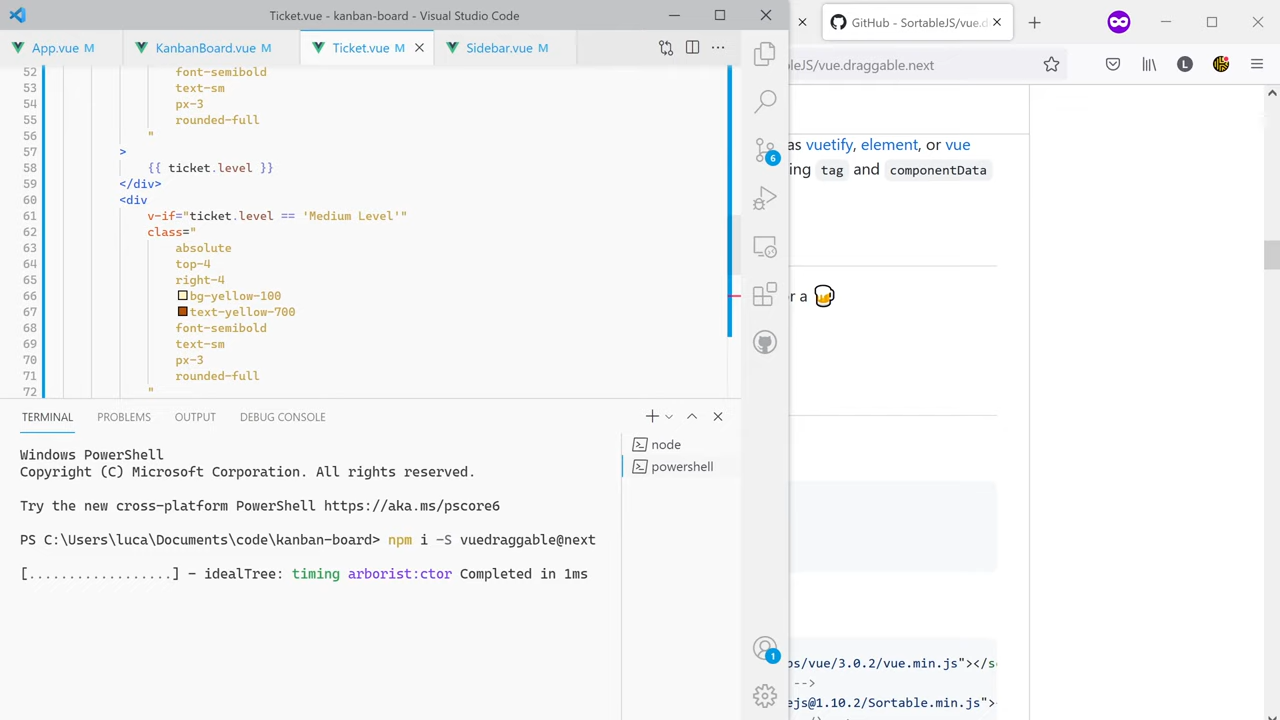 Ticket.vue - kanban-board - Visual Studio Code
App.vue M
KanbanBoard.vue M
Ticket.vue M
Sidebar.vue M
52 font-semibold
53 text-sm
54 px-3
55 rounded-full
56 "
57 >
58 {{ ticket.level }}
59 </div>
60 <div
61 v-if="ticket.level == 'Medium Level'"
62 class="
63 absolute
64 top-4
65 right-4
66 bg-yellow-100
67 text-yellow-700
68 font-semibold
69 text-sm
70 px-3
71 rounded-full
72 "
TERMINAL PROBLEMS OUTPUT DEBUG CONSOLE
Windows PowerShell
Copyright (C) Microsoft Corporation. All rights reserved.
Try the new cross-platform PowerShell https://aka.ms/pscore6
PS C:\Users\luca\Documents\code\kanban-board> npm i -S vuedraggable@next
[..................] - idealTree: timing arborist:ctor Completed in 1ms
node
powershell
6
1
GitHub - SortableJS/vue.d
leJS/vue.draggable.next
L
as vuetify, element, or vue
ing tag and componentData
r a
os/vue/3.0.2/vue.min.js"></s
-->
ejs@1.10.2/Sortable.min.js">